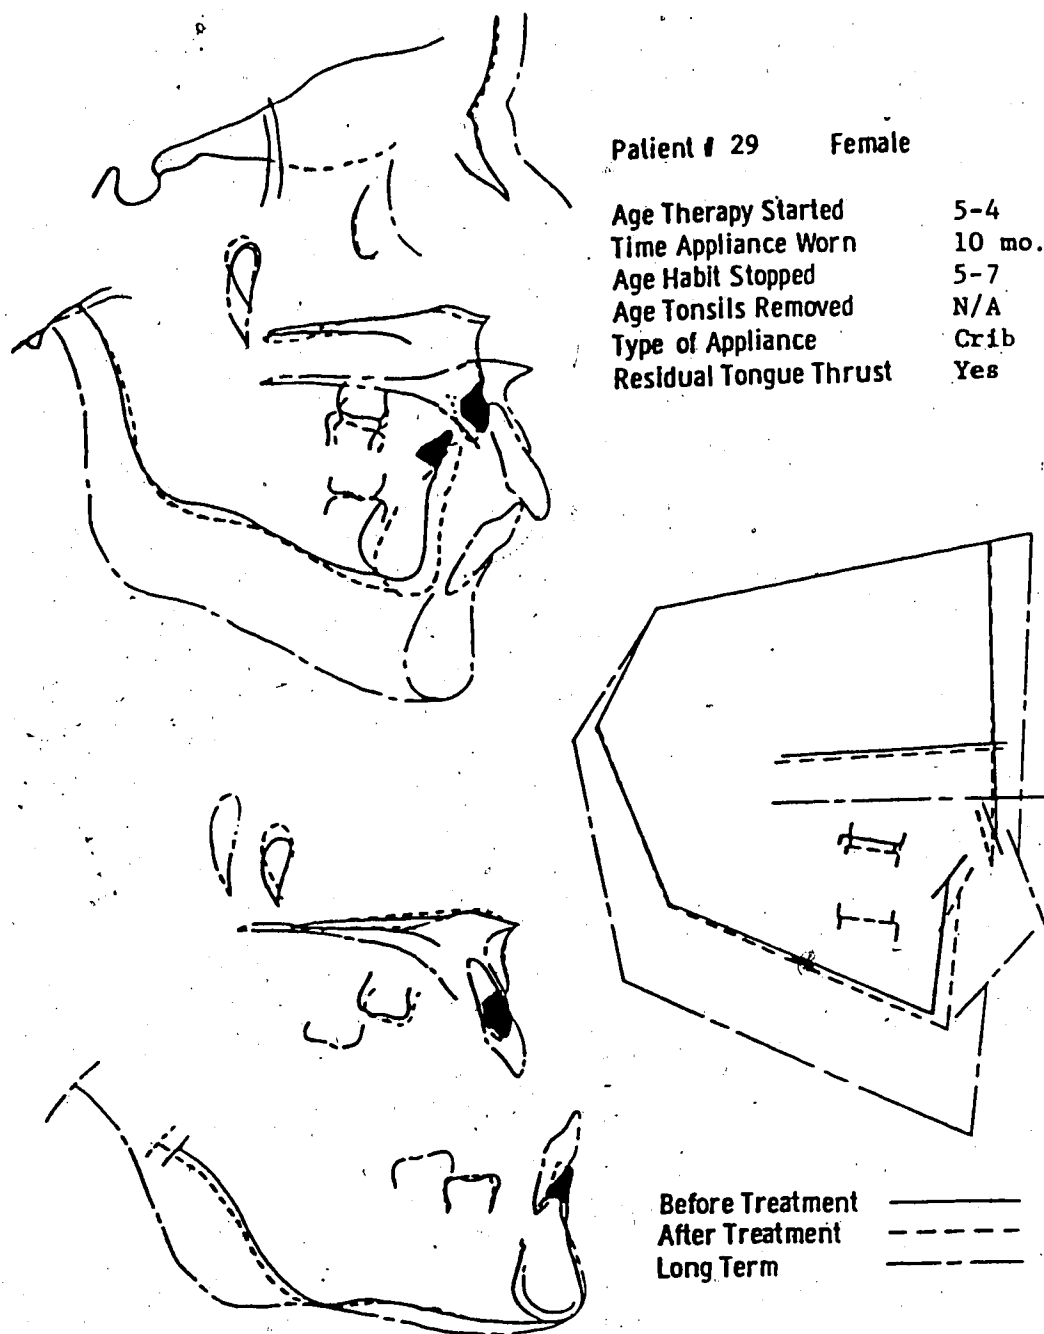 Patient # 29 Female
Age Therapy Started 5-4
Time Appliance Worn 10 mo.
Age Habit Stopped 5-7
Age Tonsils Removed N/A
Type of Appliance Crib
Residual Tongue Thrust Yes
Before Treatment
After Treatment
Long Term